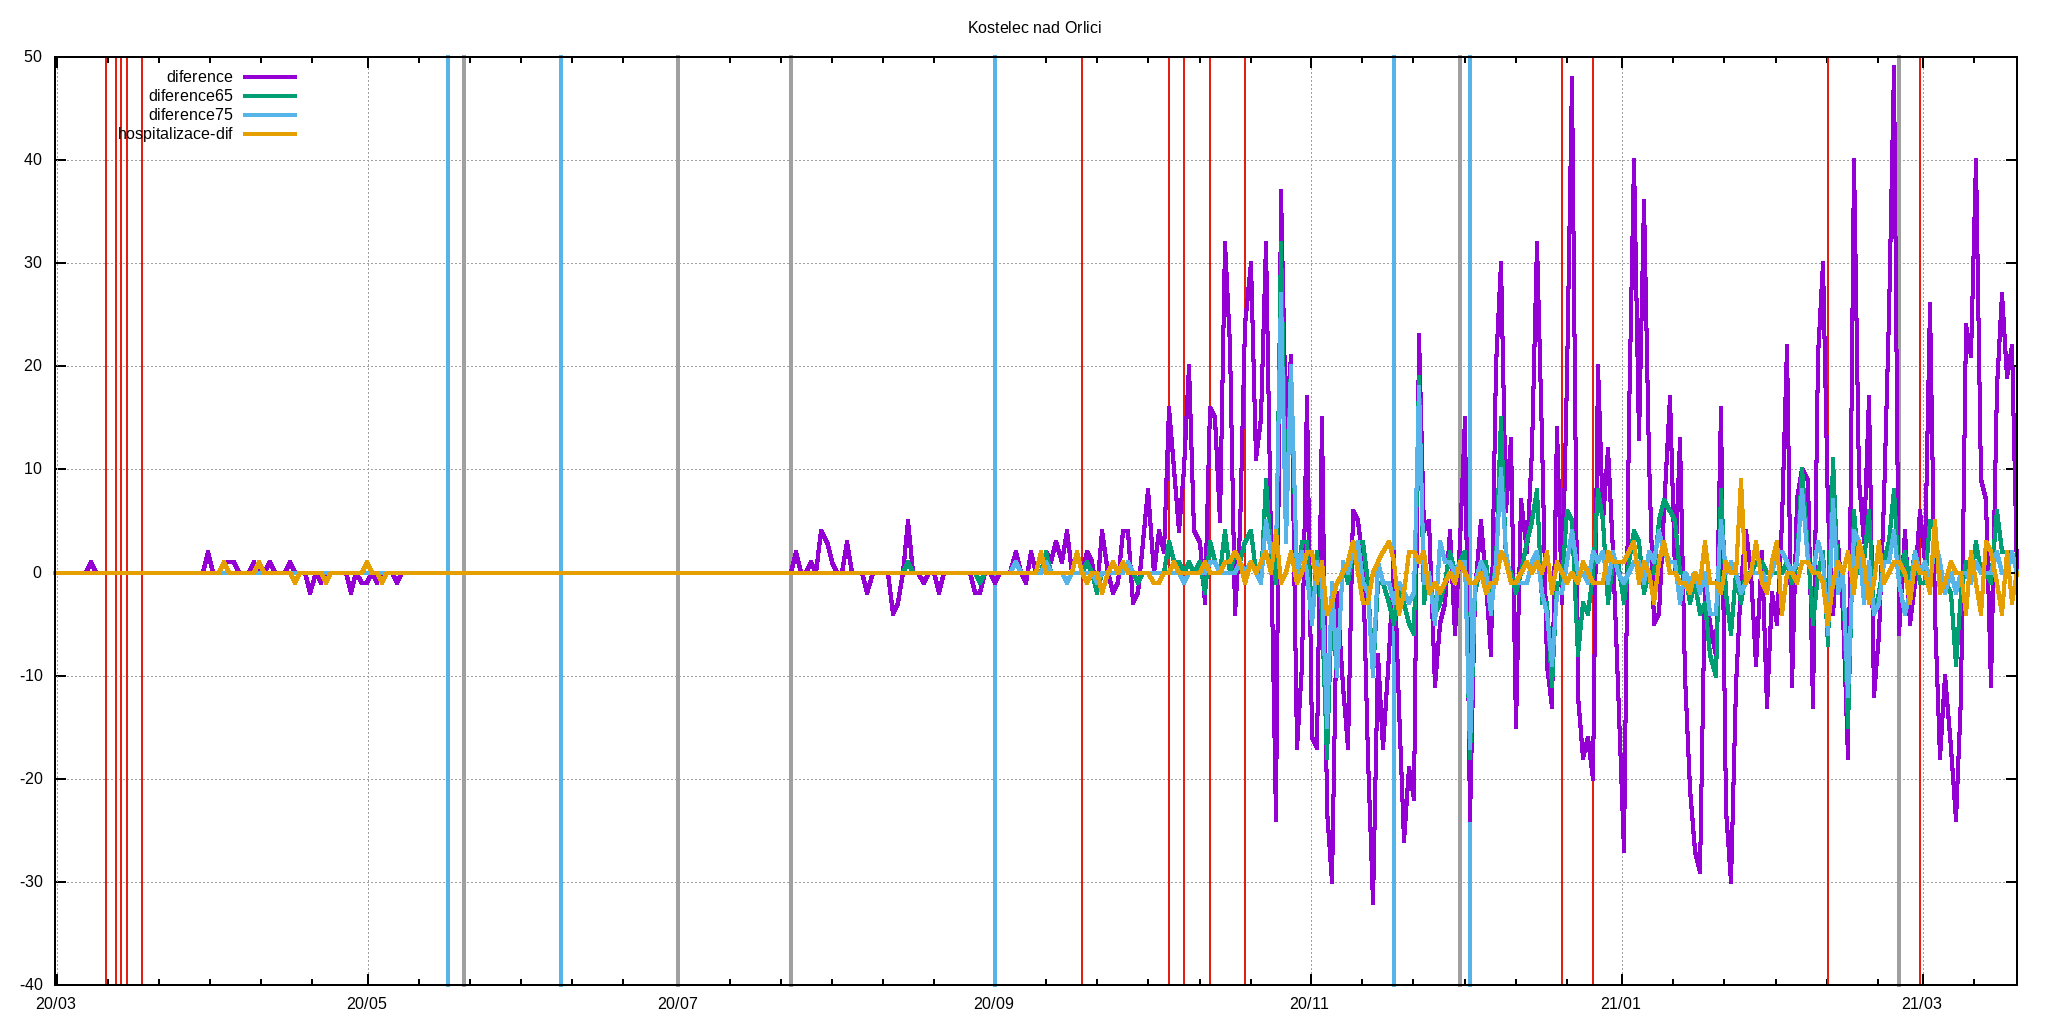 Kostelec nad Orlici
50
40
30
20
10
0
-10
-20
-30
-40
diference
diference65
diference75
hospitalizace-dif
20/03 20/05 20/07 20/09 20/11 21/01 21/03